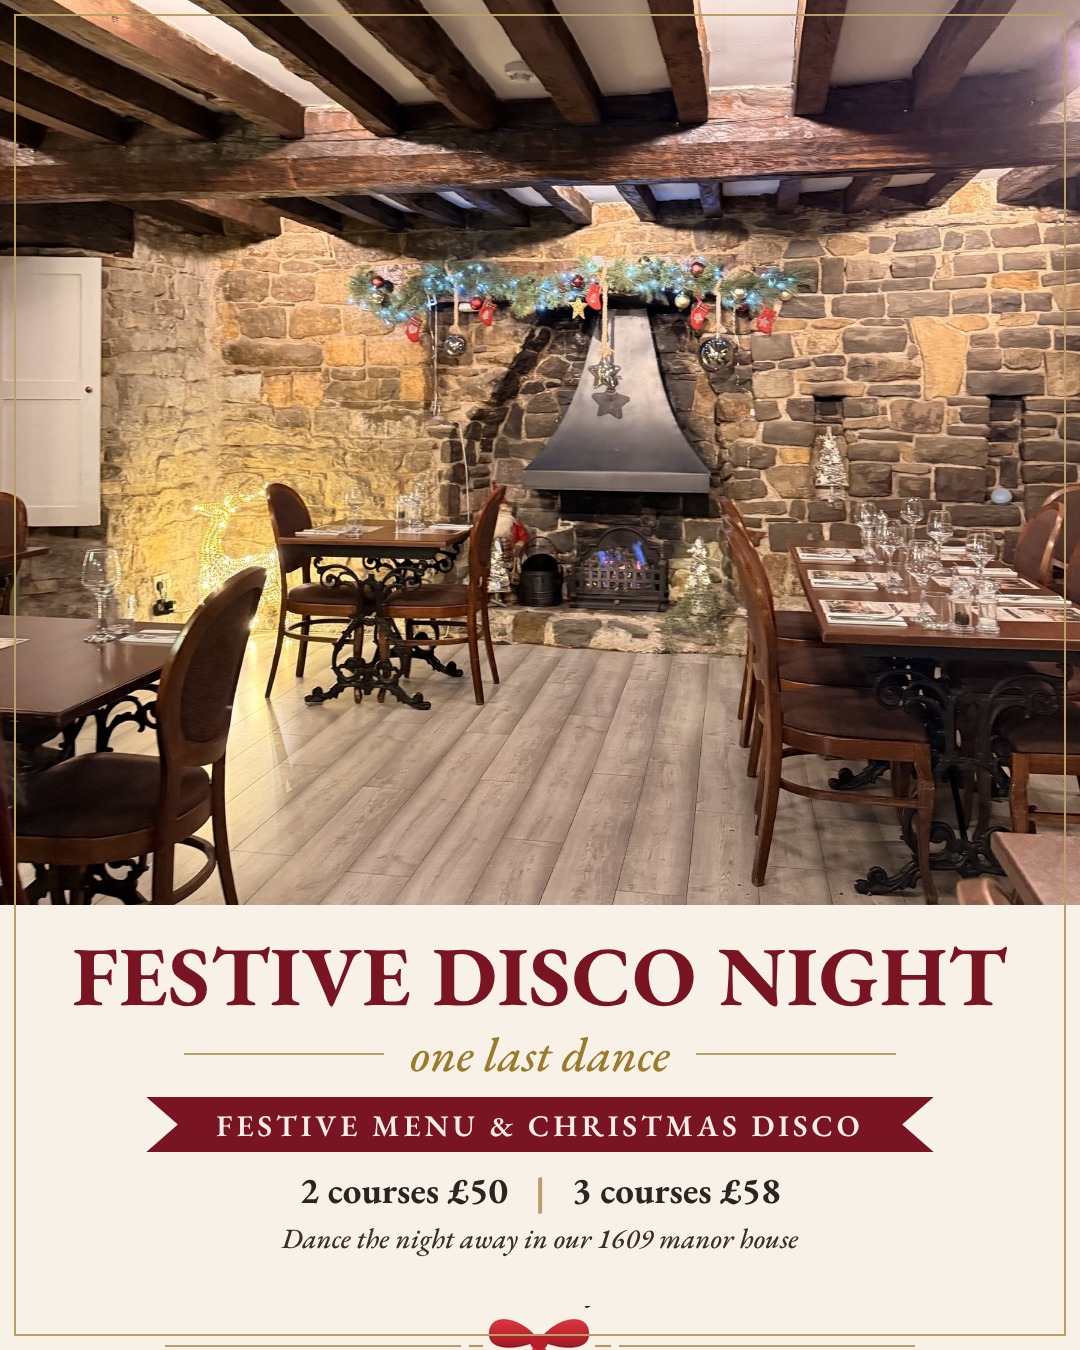 FESTIVE DISCO NIGHT
one last dance
FESTIVE MENU & CHRISTMAS DISCO
2 courses £50 | 3 courses £58
Dance the night away in our 1609 manor house